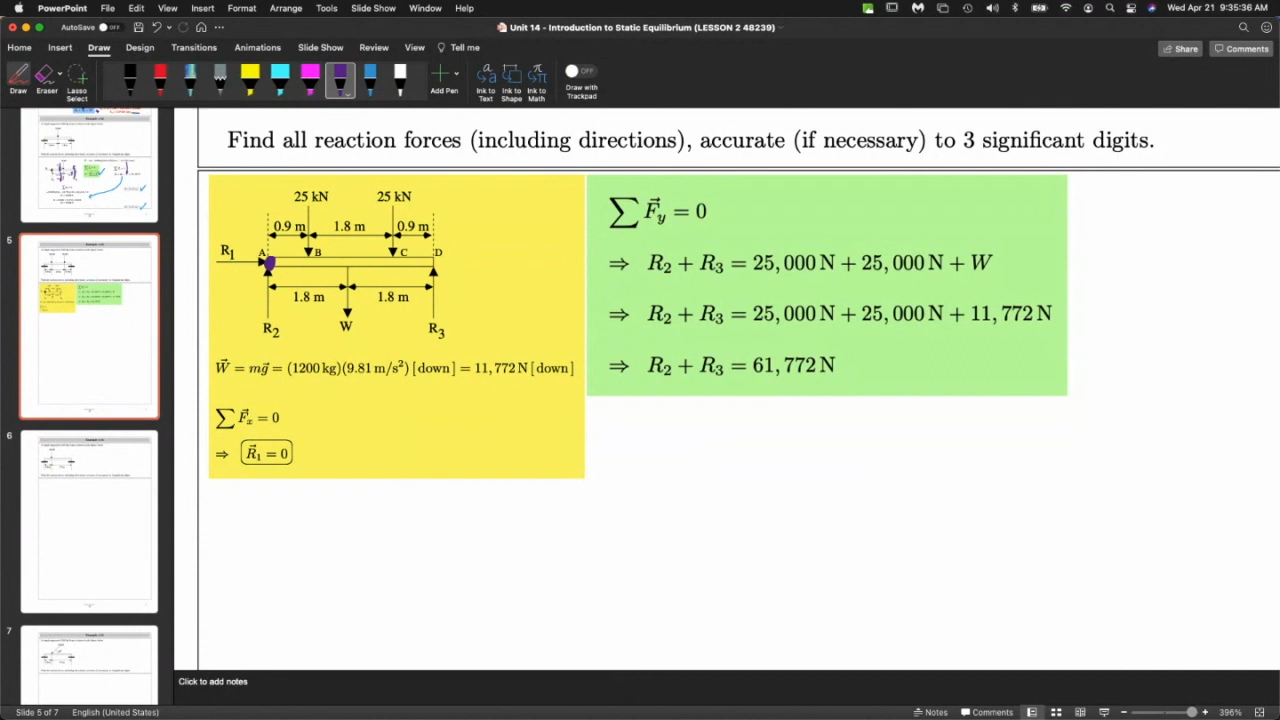 PowerPoint File Edit View Insert Format Arrange Tools Slide Show Window Help
Wed Apr 21 9:35:36 AM
AutoSave OFF
Unit 14 - Introduction to Static Equilibrium (LESSON 2 48239)
Home Insert Draw Design Transitions Animations Slide Show Review View Tell me
Share Comments
Draw Eraser Lasso Select Add Pen Ink to Text Ink to Shape Ink to Math Draw with Trackpad
OFF
Find all reaction forces (including directions), accurate (if necessary) to 3 significant digits.
25 kN 25 kN
0.9 m 1.8 m 0.9 m
R₁ A B C D
1.8 m 1.8 m
R₂ W R₃
W⃗ = mg⃗ = (1200 kg)(9.81 m/s²) [down] = 11,772 N [down]
∑ F⃗ₓ = 0
⇒ R⃗₁ = 0
∑ F⃗y = 0
⇒ R₂ + R₃ = 25,000 N + 25,000 N + W
⇒ R₂ + R₃ = 25,000 N + 25,000 N + 11,772 N
⇒ R₂ + R₃ = 61,772 N
5
6
7
Click to add notes
Slide 5 of 7 English (United States)
Notes Comments
396%